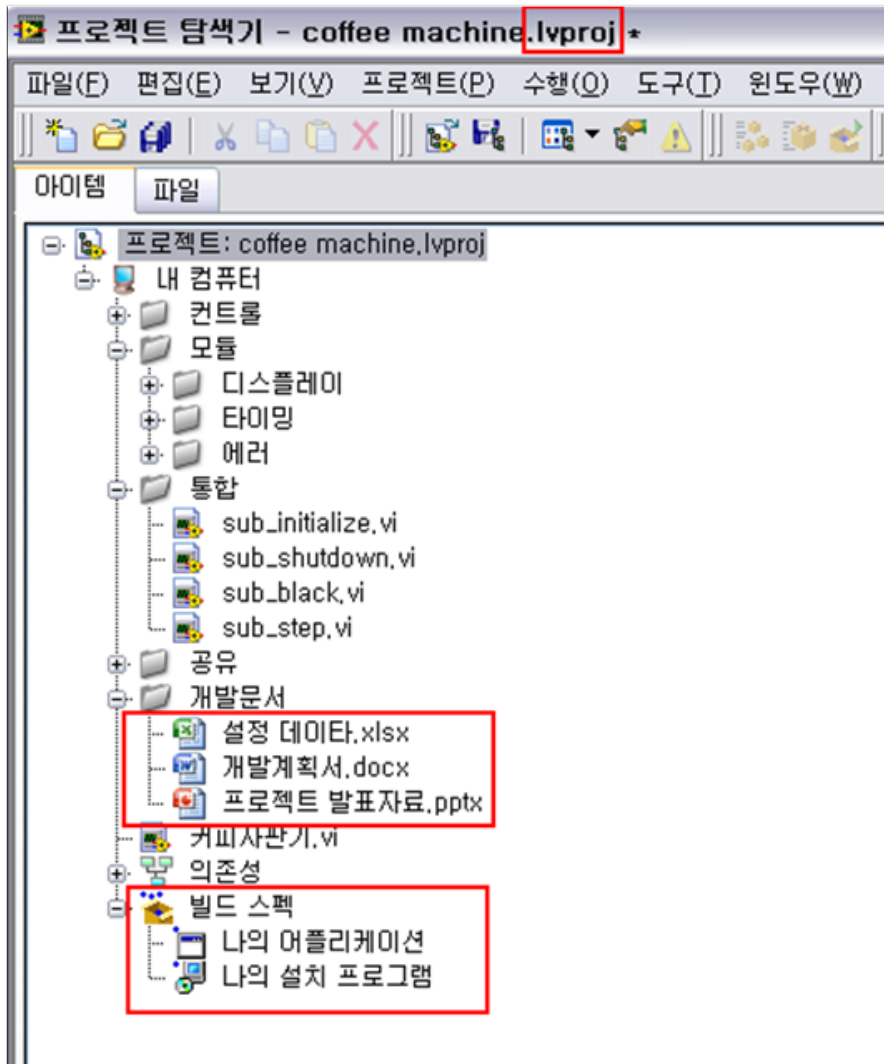 프로젝트 탐색기 - coffee machine.lvproj *
파일(F) 편집(E) 보기(V) 프로젝트(P) 수행(O) 도구(T) 윈도우(W)
아이템 파일
프로젝트: coffee machine.lvproj
내 컴퓨터
컨트롤
모듈
디스플레이
타이밍
에러
통합
sub_initialize.vi
sub_shutdown.vi
sub_black.vi
sub_step.vi
공유
개발문서
설정 데이타.xlsx
개발계획서.docx
프로젝트 발표자료.pptx
커피자판기.vi
의존성
빌드 스펙
나의 어플리케이션
나의 설치 프로그램